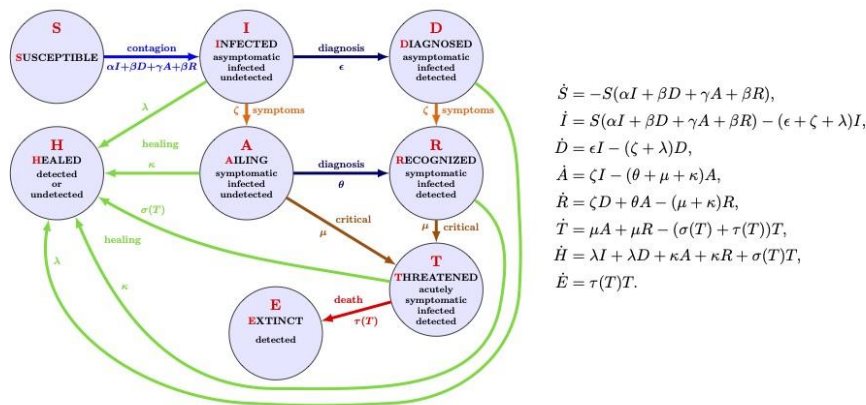 S
SUSCEPTIBLE
contagion
αI+βD+γA+βR
I
INFECTED
asymptomatic
infected
undetected
diagnosis
ϵ
D
DIAGNOSED
asymptomatic
infected
detected
λ
ζ symptoms
ζ symptoms
H
HEALED
detected
or
undetected
healing
κ
A
AILING
symptomatic
infected
undetected
diagnosis
θ
R
RECOGNIZED
symptomatic
infected
detected
σ(T)
critical
μ
μ critical
healing
λ
κ
T
THREATENED
acutely
symptomatic
infected
detected
E
EXTINCT
detected
death
τ(T)
Ṡ = −S(αI + βD + γA + βR),
İ = S(αI + βD + γA + βR) − (ϵ + ζ + λ)I,
Ḋ = ϵI − (ζ + λ)D,
Ȧ = ζI − (θ + μ + κ)A,
Ṙ = ζD + θA − (μ + κ)R,
Ṫ = μA + μR − (σ(T) + τ(T))T,
Ḣ = λI + λD + κA + κR + σ(T)T,
Ė = τ(T)T.